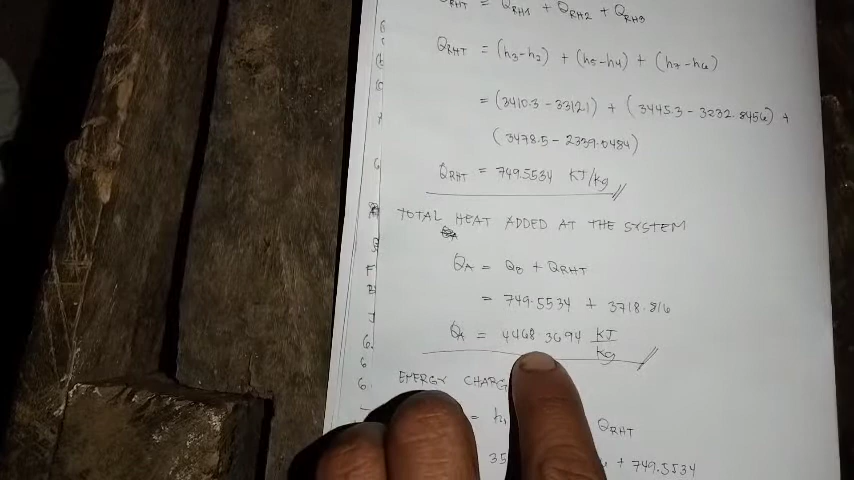 QRHT = QRH1 + QRH2 + QRH3
QRHT = (h3-h2) + (h5-h4) + (h7-h6)
= (3410.3 - 3312.1) + (3445.3 - 3232.8456) +
(3478.5 - 2339.0484)
QRHT = 749.5534 KJ/kg
TOTAL HEAT ADDED AT THE SYSTEM
QA = QB + QRHT
= 749.5534 + 3718.816
QA = 4468.3694 KJ/kg
ENERGY
= h QRHT
35 + 749.5534